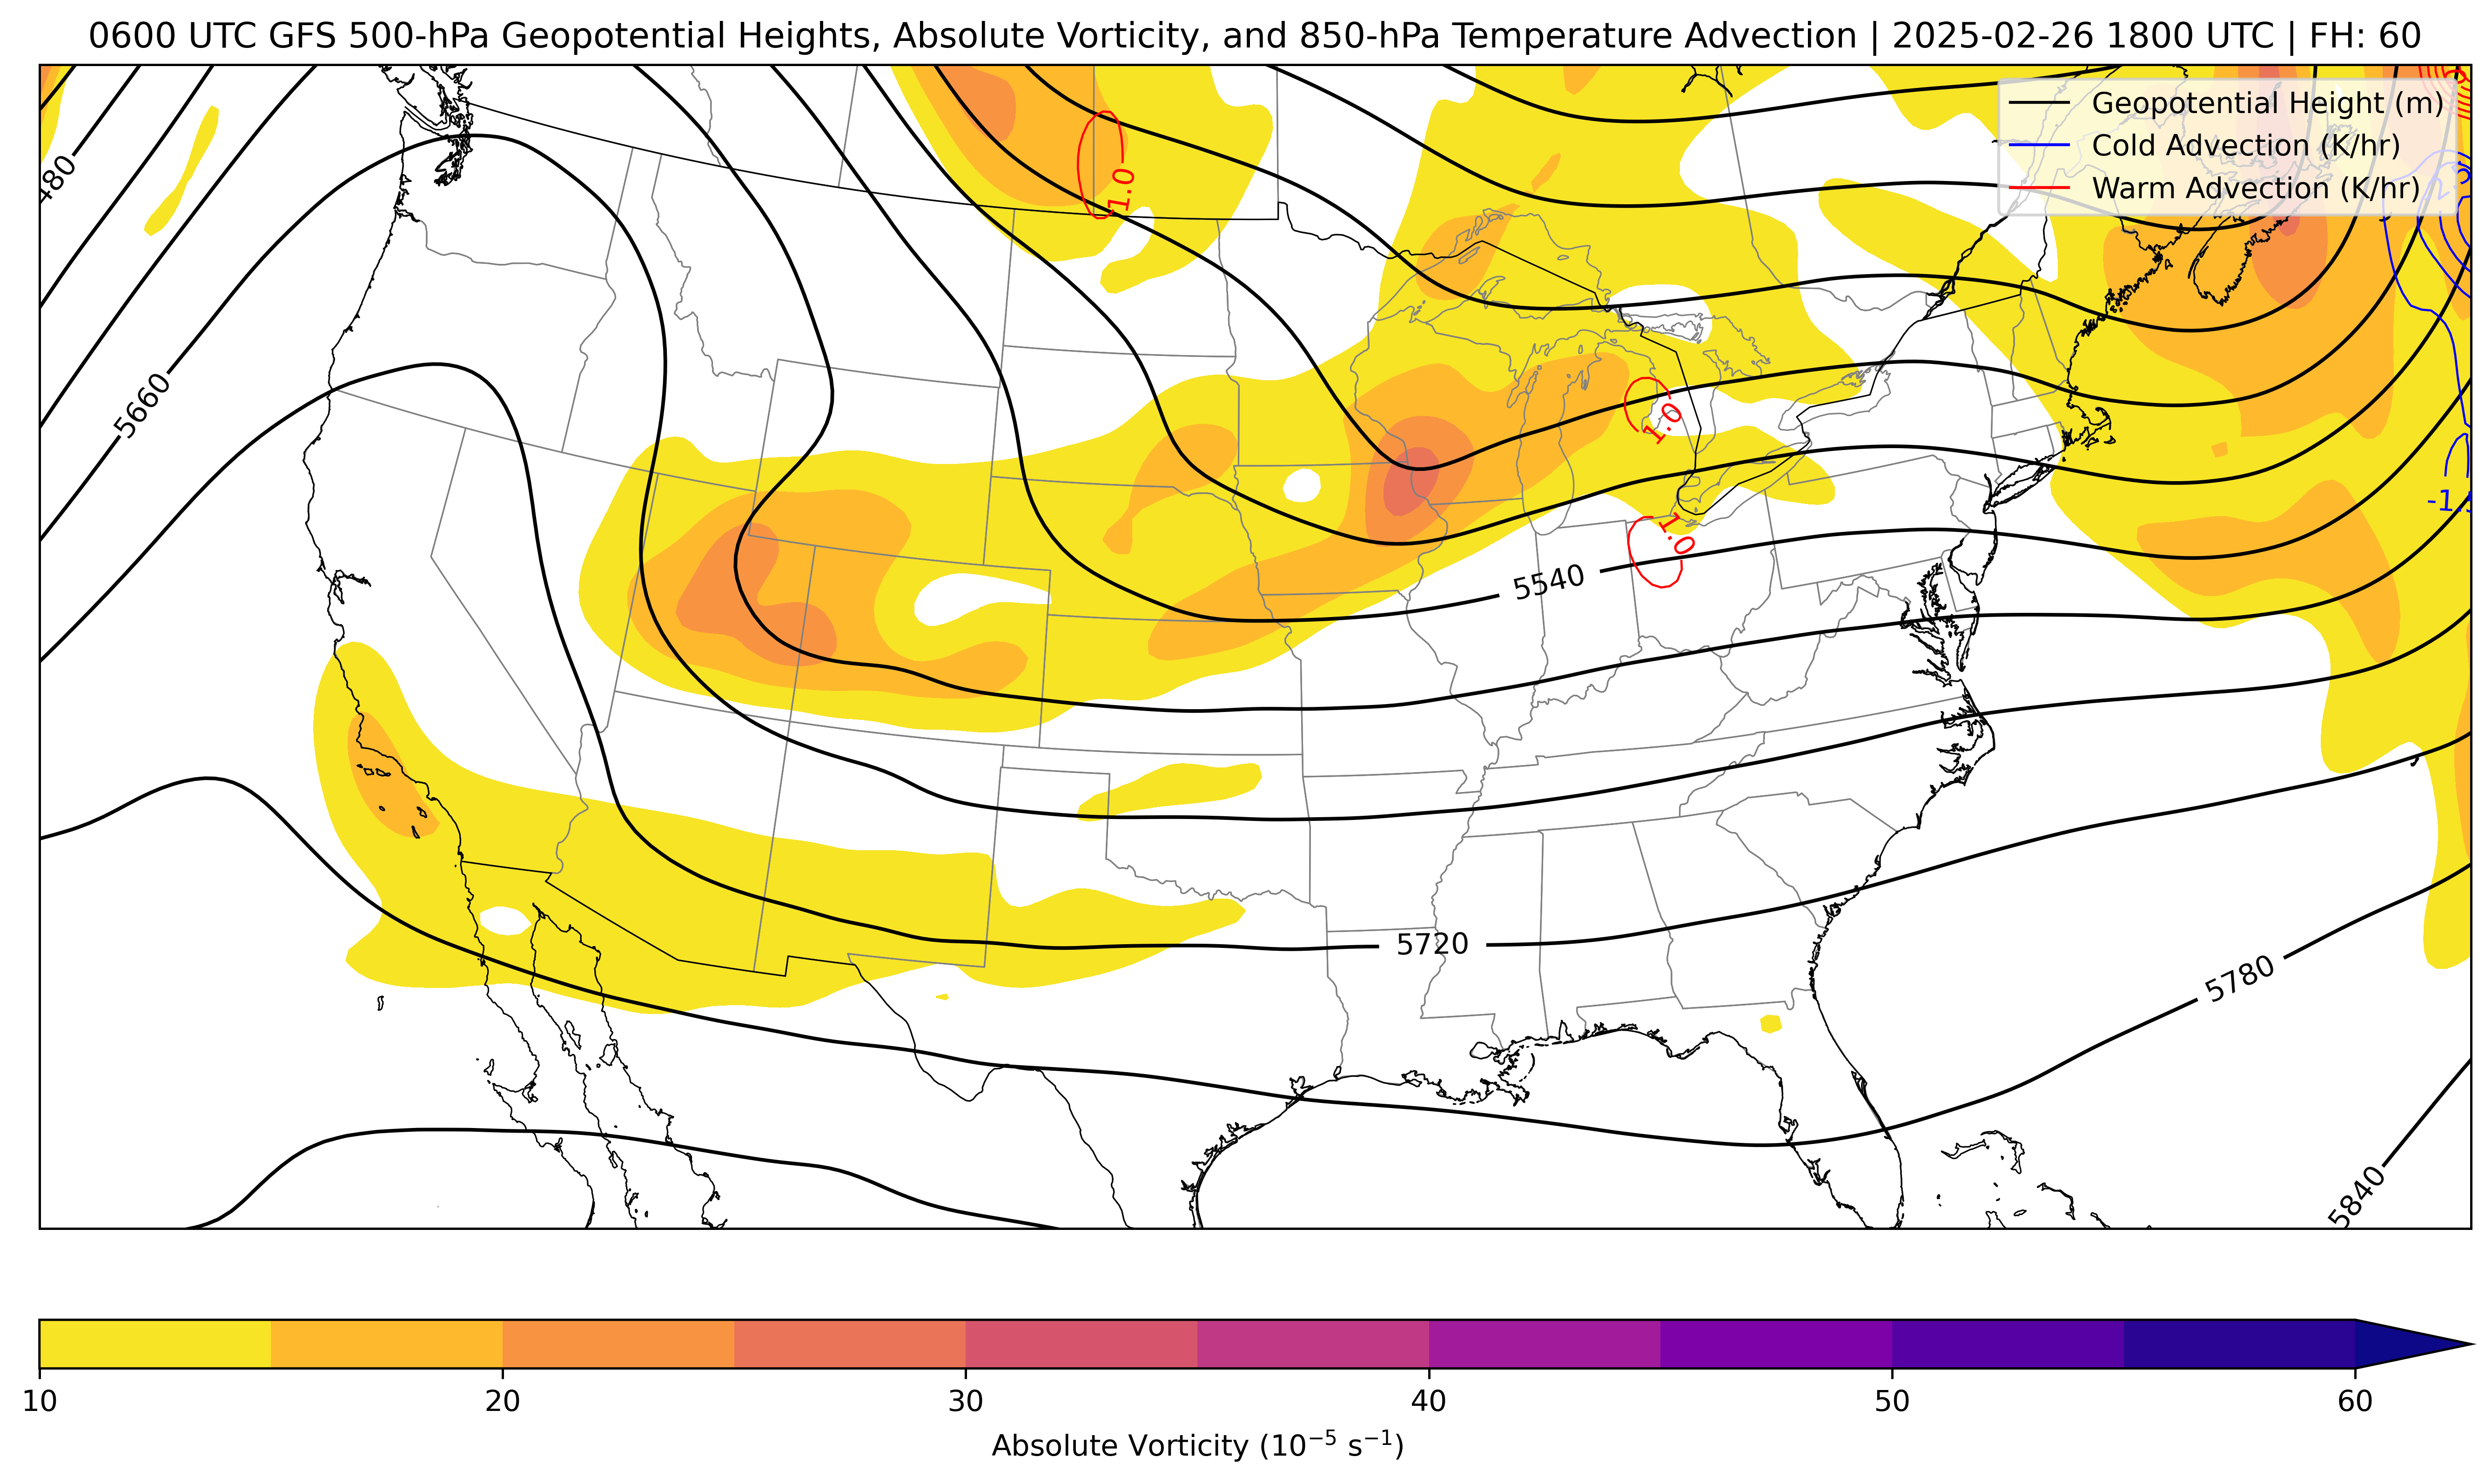 0600 UTC GFS 500-hPa Geopotential Heights, Absolute Vorticity, and 850-hPa Temperature Advection | 2025-02-26 1800 UTC | FH: 60
Geopotential Height (m)
Cold Advection (K/hr)
Warm Advection (K/hr)
480
1.0
5660
1.0
-1.
1.0
5540
5720
5780
5840
10 20 30 40 50 60
Absolute Vorticity (10⁻⁵ s⁻¹)